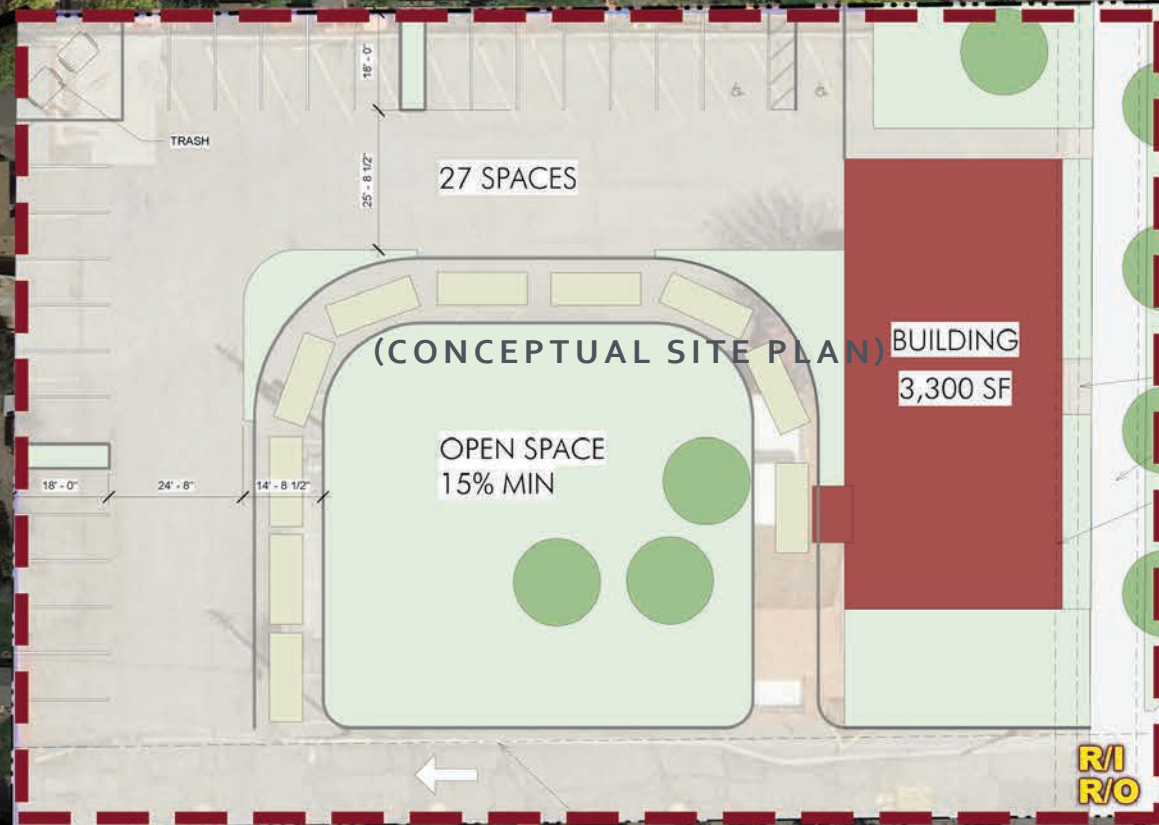 18' - 0"
TRASH
25' - 8 1/2"
27 SPACES
(CONCEPTUAL SITE PLAN)
BUILDING
3,300 SF
OPEN SPACE
15% MIN
18' - 0"
24' - 8"
14' - 8 1/2"
R/I
R/O